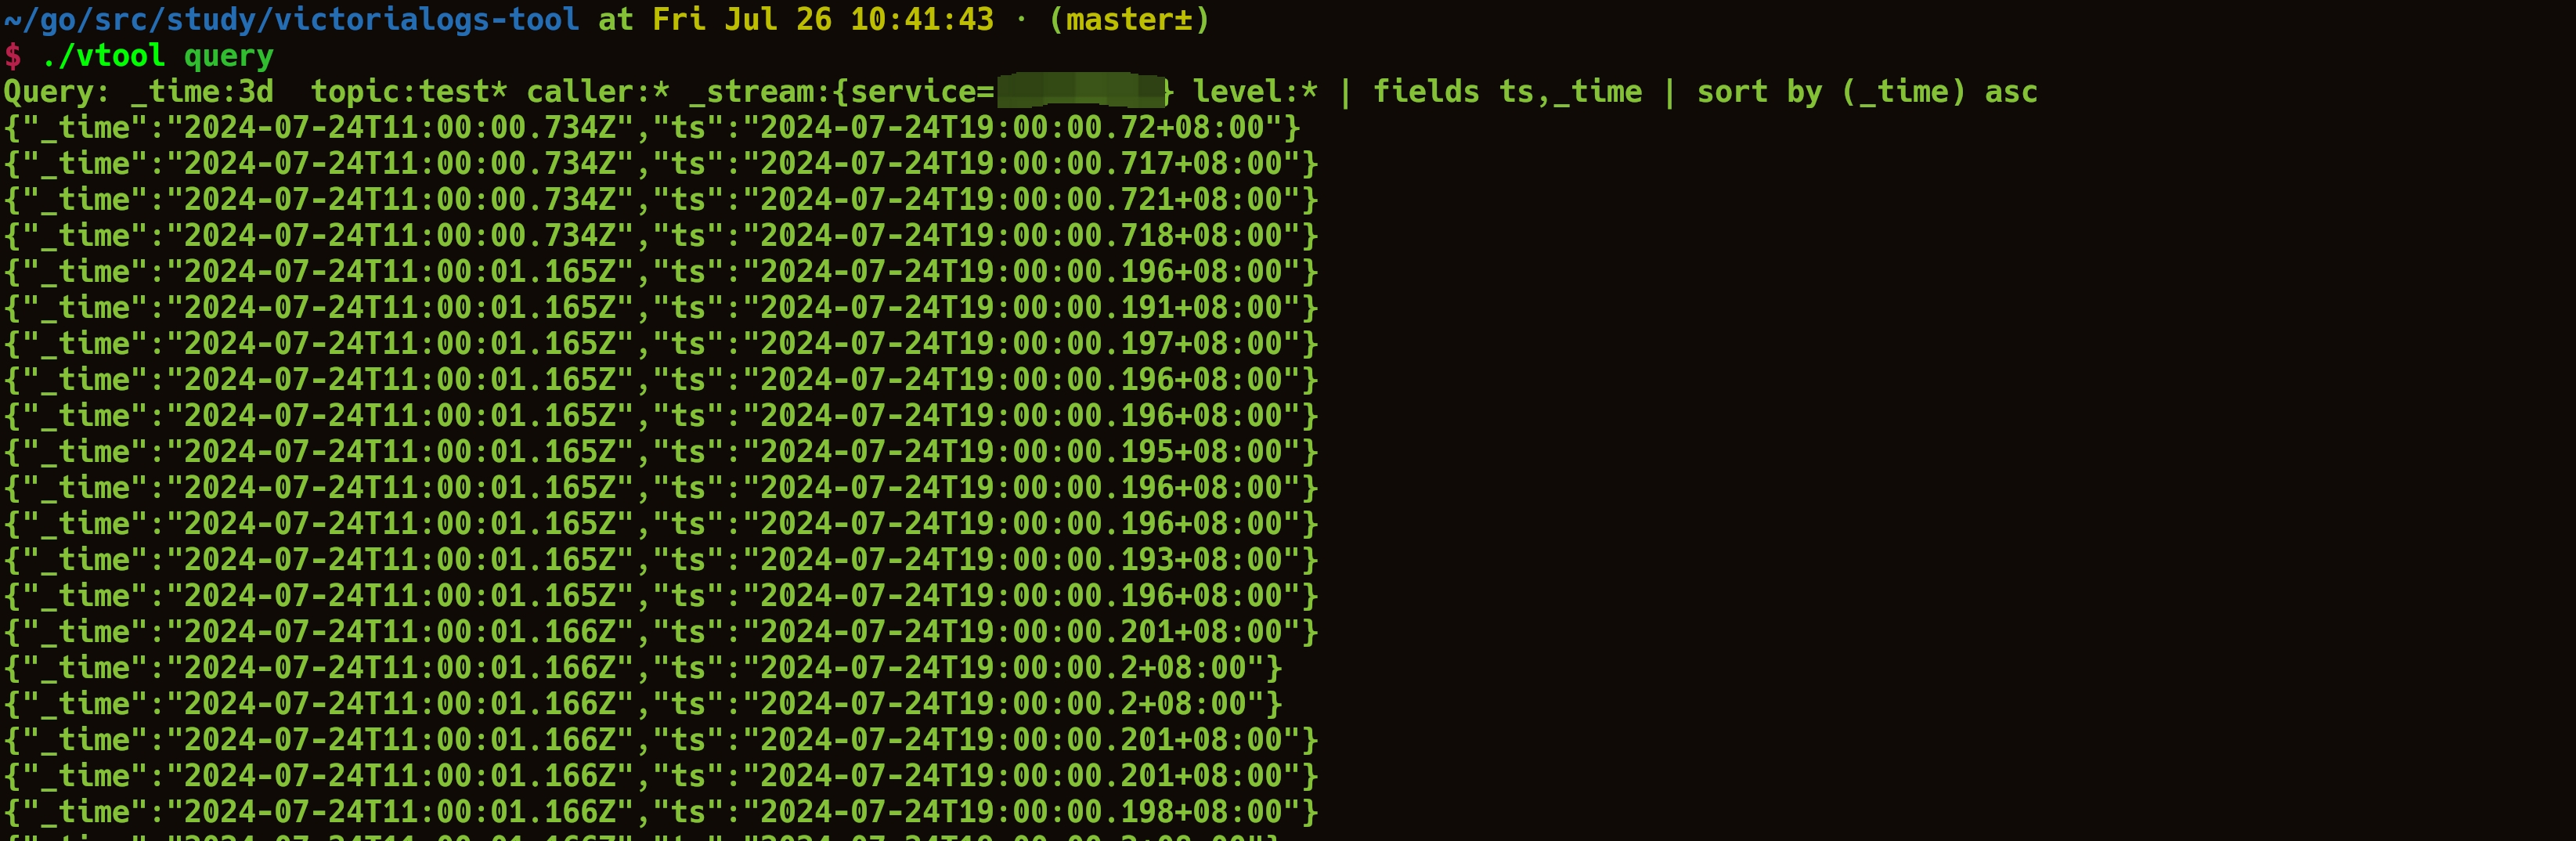 ~/go/src/study/victorialogs-tool at Fri Jul 26 10:41:43 · (master±)
$ ./vtool query
Query: _time:3d  topic:test* caller:* _stream:{service=} level:* | fields ts,_time | sort by (_time) asc
{"_time":"2024-07-24T11:00:00.734Z","ts":"2024-07-24T19:00:00.72+08:00"}
{"_time":"2024-07-24T11:00:00.734Z","ts":"2024-07-24T19:00:00.717+08:00"}
{"_time":"2024-07-24T11:00:00.734Z","ts":"2024-07-24T19:00:00.721+08:00"}
{"_time":"2024-07-24T11:00:00.734Z","ts":"2024-07-24T19:00:00.718+08:00"}
{"_time":"2024-07-24T11:00:01.165Z","ts":"2024-07-24T19:00:00.196+08:00"}
{"_time":"2024-07-24T11:00:01.165Z","ts":"2024-07-24T19:00:00.191+08:00"}
{"_time":"2024-07-24T11:00:01.165Z","ts":"2024-07-24T19:00:00.197+08:00"}
{"_time":"2024-07-24T11:00:01.165Z","ts":"2024-07-24T19:00:00.196+08:00"}
{"_time":"2024-07-24T11:00:01.165Z","ts":"2024-07-24T19:00:00.196+08:00"}
{"_time":"2024-07-24T11:00:01.165Z","ts":"2024-07-24T19:00:00.195+08:00"}
{"_time":"2024-07-24T11:00:01.165Z","ts":"2024-07-24T19:00:00.196+08:00"}
{"_time":"2024-07-24T11:00:01.165Z","ts":"2024-07-24T19:00:00.196+08:00"}
{"_time":"2024-07-24T11:00:01.165Z","ts":"2024-07-24T19:00:00.193+08:00"}
{"_time":"2024-07-24T11:00:01.165Z","ts":"2024-07-24T19:00:00.196+08:00"}
{"_time":"2024-07-24T11:00:01.166Z","ts":"2024-07-24T19:00:00.201+08:00"}
{"_time":"2024-07-24T11:00:01.166Z","ts":"2024-07-24T19:00:00.2+08:00"}
{"_time":"2024-07-24T11:00:01.166Z","ts":"2024-07-24T19:00:00.2+08:00"}
{"_time":"2024-07-24T11:00:01.166Z","ts":"2024-07-24T19:00:00.201+08:00"}
{"_time":"2024-07-24T11:00:01.166Z","ts":"2024-07-24T19:00:00.201+08:00"}
{"_time":"2024-07-24T11:00:01.166Z","ts":"2024-07-24T19:00:00.198+08:00"}